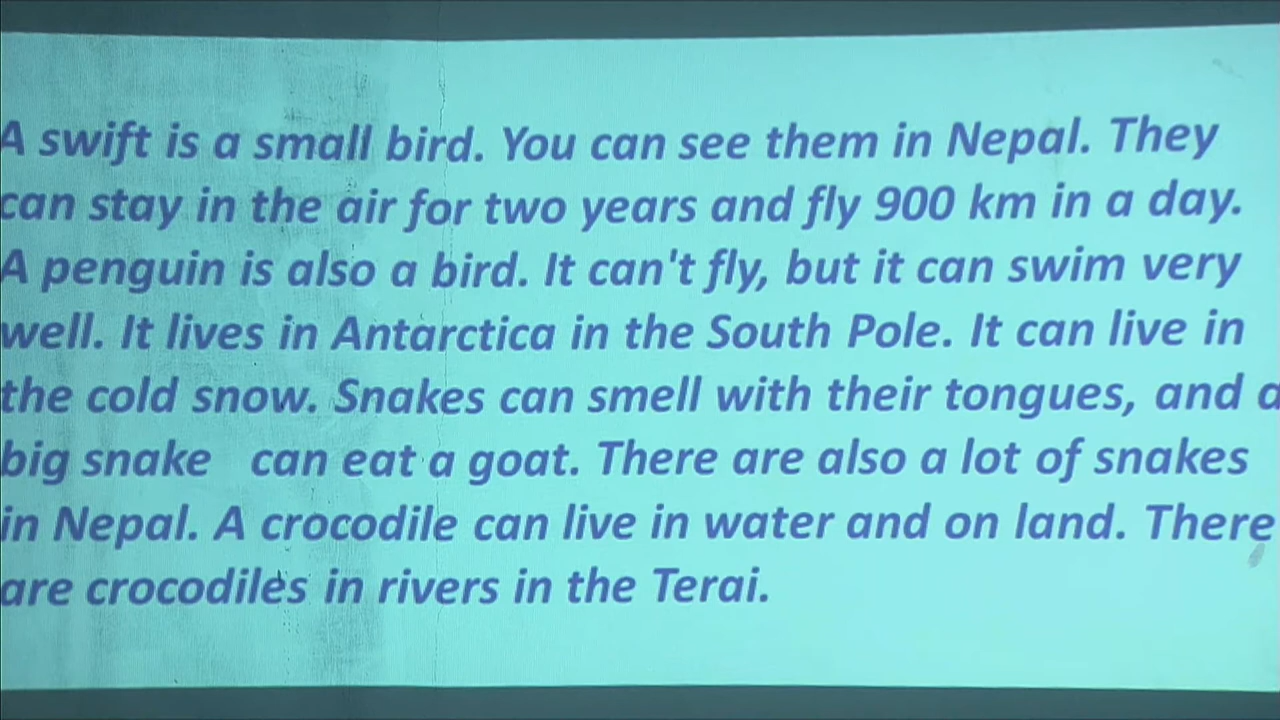 A swift is a small bird. You can see them in Nepal. They
can stay in the air for two years and fly 900 km in a day.
A penguin is also a bird. It can't fly, but it can swim very
well. It lives in Antarctica in the South Pole. It can live in
the cold snow. Snakes can smell with their tongues, and a
big snake can eat a goat. There are also a lot of snakes
in Nepal. A crocodile can live in water and on land. There
are crocodiles in rivers in the Terai.